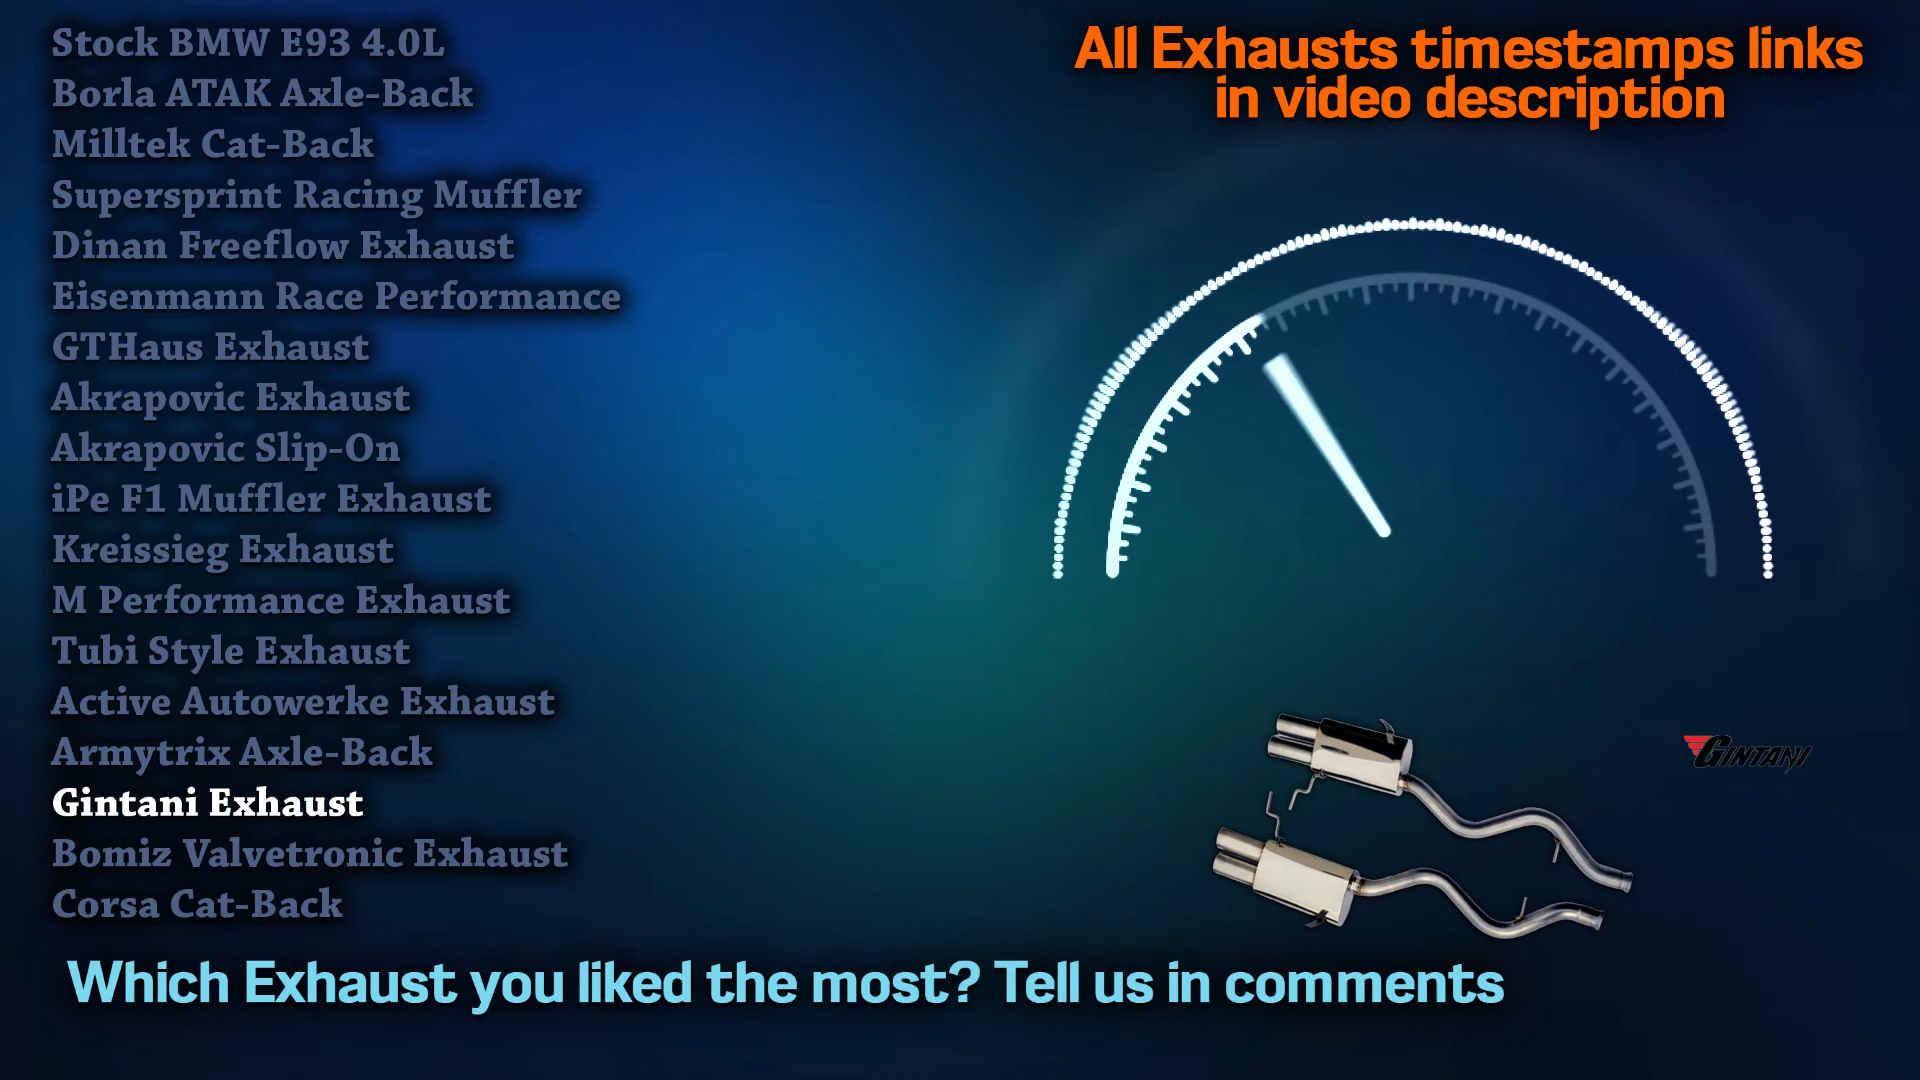 Stock BMW E93 4.0L
Borla ATAK Axle-Back
Milltek Cat-Back
Supersprint Racing Muffler
Dinan Freeflow Exhaust
Eisenmann Race Performance
GTHaus Exhaust
Akrapovic Exhaust
Akrapovic Slip-On
iPe F1 Muffler Exhaust
Kreissieg Exhaust
M Performance Exhaust
Tubi Style Exhaust
Active Autowerke Exhaust
Armytrix Axle-Back
Gintani Exhaust
Bomiz Valvetronic Exhaust
Corsa Cat-Back
All Exhausts timestamps links
in video description
GINTANI
Which Exhaust you liked the most? Tell us in comments